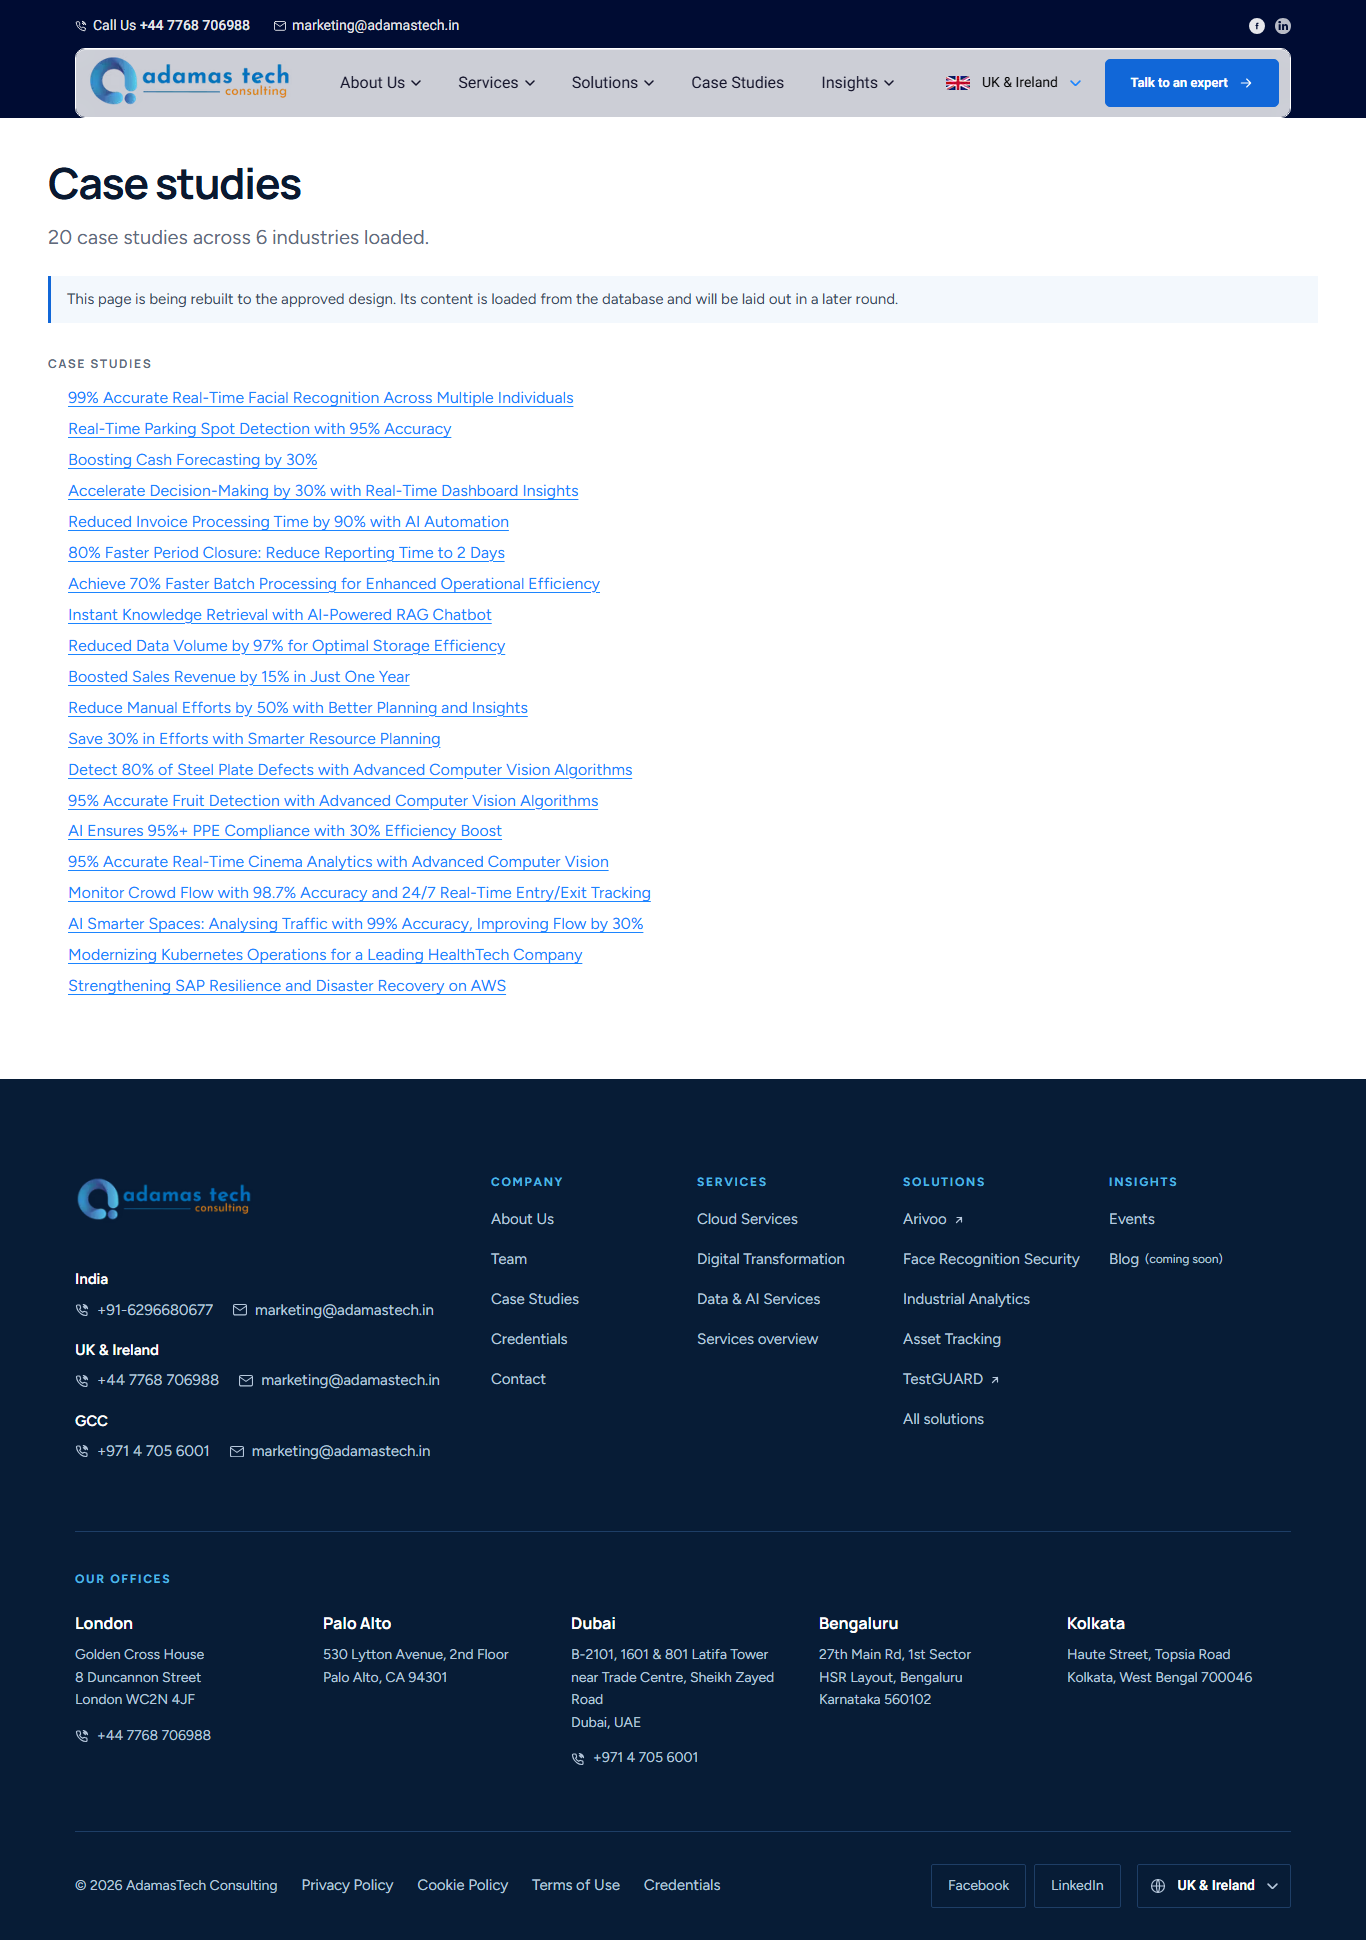 Call Us +44 7768 706988 marketing@adamastech.in
adamas tech
consulting
About Us Services Solutions Case Studies Insights UK & Ireland Talk to an expert
Case studies
20 case studies across 6 industries loaded.
This page is being rebuilt to the approved design. Its content is loaded from the database and will be laid out in a later round.
CASE STUDIES
99% Accurate Real-Time Facial Recognition Across Multiple Individuals
Real-Time Parking Spot Detection with 95% Accuracy
Boosting Cash Forecasting by 30%
Accelerate Decision-Making by 30% with Real-Time Dashboard Insights
Reduced Invoice Processing Time by 90% with AI Automation
80% Faster Period Closure: Reduce Reporting Time to 2 Days
Achieve 70% Faster Batch Processing for Enhanced Operational Efficiency
Instant Knowledge Retrieval with AI-Powered RAG Chatbot
Reduced Data Volume by 97% for Optimal Storage Efficiency
Boosted Sales Revenue by 15% in Just One Year
Reduce Manual Efforts by 50% with Better Planning and Insights
Save 30% in Efforts with Smarter Resource Planning
Detect 80% of Steel Plate Defects with Advanced Computer Vision Algorithms
95% Accurate Fruit Detection with Advanced Computer Vision Algorithms
AI Ensures 95%+ PPE Compliance with 30% Efficiency Boost
95% Accurate Real-Time Cinema Analytics with Advanced Computer Vision
Monitor Crowd Flow with 98.7% Accuracy and 24/7 Real-Time Entry/Exit Tracking
AI Smarter Spaces: Analysing Traffic with 99% Accuracy, Improving Flow by 30%
Modernizing Kubernetes Operations for a Leading HealthTech Company
Strengthening SAP Resilience and Disaster Recovery on AWS
adamas tech
consulting
India
+91-6296680677 marketing@adamastech.in
UK & Ireland
+44 7768 706988 marketing@adamastech.in
GCC
+971 4 705 6001 marketing@adamastech.in
COMPANY
About Us
Team
Case Studies
Credentials
Contact
SERVICES
Cloud Services
Digital Transformation
Data & AI Services
Services overview
SOLUTIONS
Arivoo
Face Recognition Security
Industrial Analytics
Asset Tracking
TestGUARD
All solutions
INSIGHTS
Events
Blog (coming soon)
OUR OFFICES
London
Golden Cross House
8 Duncannon Street
London WC2N 4JF
+44 7768 706988
Palo Alto
530 Lytton Avenue, 2nd Floor
Palo Alto, CA 94301
Dubai
B-2101, 1601 & 801 Latifa Tower
near Trade Centre, Sheikh Zayed
Road
Dubai, UAE
+971 4 705 6001
Bengaluru
27th Main Rd, 1st Sector
HSR Layout, Bengaluru
Karnataka 560102
Kolkata
Haute Street, Topsia Road
Kolkata, West Bengal 700046
© 2026 AdamasTech Consulting Privacy Policy Cookie Policy Terms of Use Credentials Facebook LinkedIn UK & Ireland